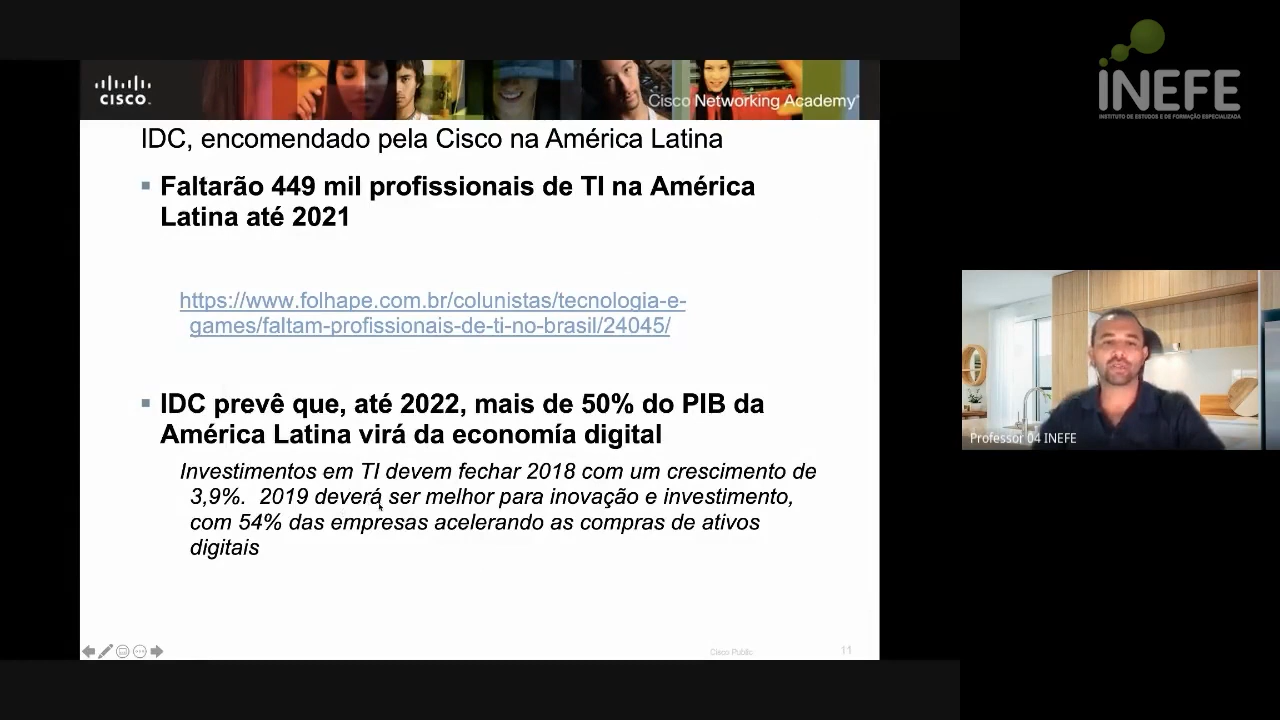 CISCO
Cisco Networking Academy®
IDC, encomendado pela Cisco na América Latina
Faltarão 449 mil profissionais de TI na América
Latina até 2021
https://www.folhape.com.br/colunistas/tecnologia-e-
games/faltam-profissionais-de-ti-no-brasil/24045/
IDC prevê que, até 2022, mais de 50% do PIB da
América Latina virá da economía digital
Investimentos em TI devem fechar 2018 com um crescimento de
3,9%. 2019 deverá ser melhor para inovação e investimento,
com 54% das empresas acelerando as compras de ativos
digitais
Cisco Public
11
INEFE
INSTITUTO DE ESTUDOS E DE FORMAÇÃO ESPECIALIZADA
Professor 04 INEFE